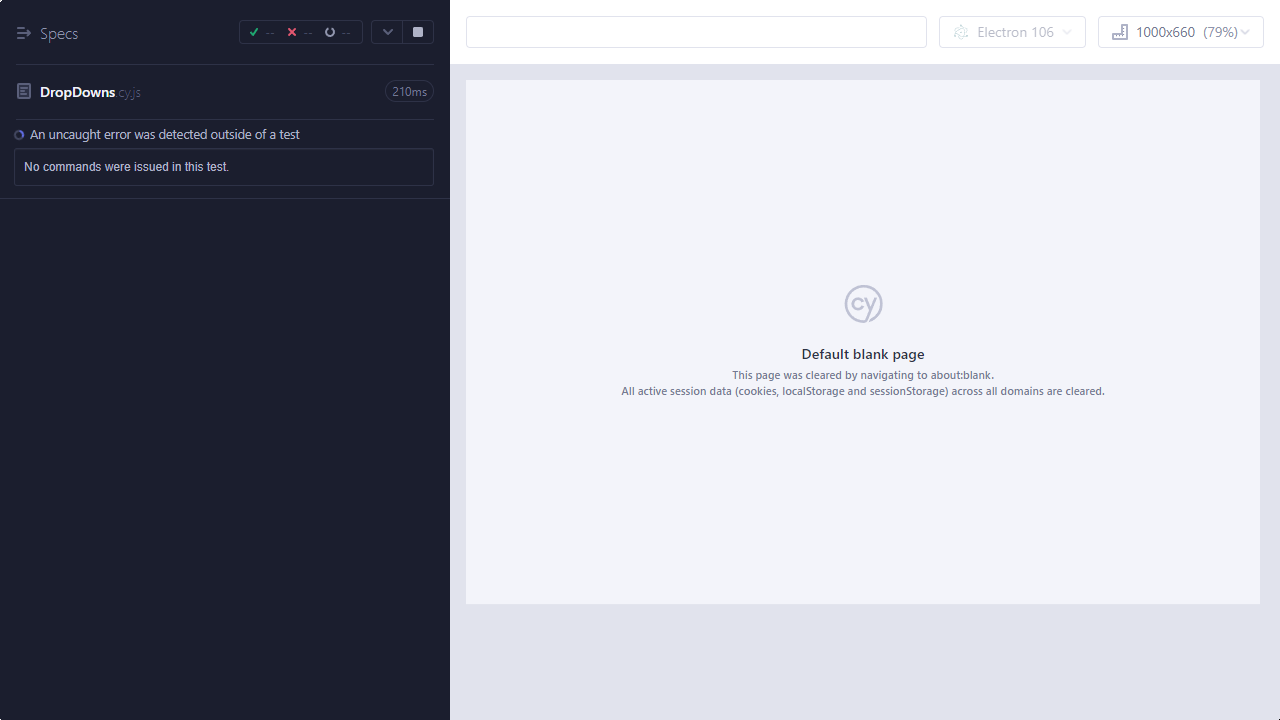 Specs
--
--
--
DropDowns.cy.js
210ms
An uncaught error was detected outside of a test
No commands were issued in this test.
Electron 106
1000x660 (79%)
cy
Default blank page
This page was cleared by navigating to about:blank.
All active session data (cookies, localStorage and sessionStorage) across all domains are cleared.